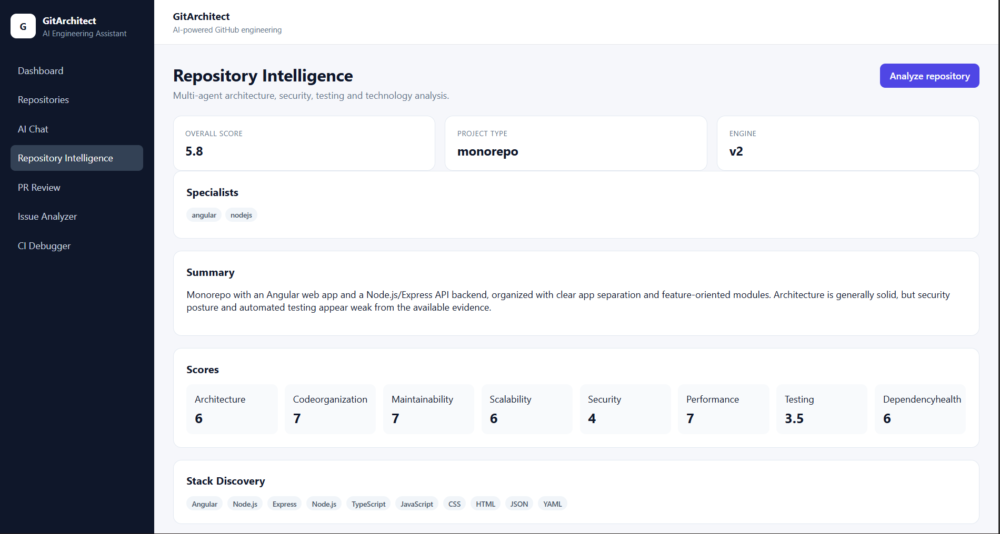 G
GitArchitect
AI Engineering Assistant
Dashboard
Repositories
AI Chat
Repository Intelligence
PR Review
Issue Analyzer
CI Debugger
GitArchitect
AI-powered GitHub engineering
Repository Intelligence
Multi-agent architecture, security, testing and technology analysis.
Analyze repository
OVERALL SCORE
5.8
PROJECT TYPE
monorepo
ENGINE
v2
Specialists
angular nodejs
Summary
Monorepo with an Angular web app and a Node.js/Express API backend, organized with clear app separation and feature-oriented modules. Architecture is generally solid, but security
posture and automated testing appear weak from the available evidence.
Scores
Architecture
6
Codeorganization
7
Maintainability
7
Scalability
6
Security
4
Performance
7
Testing
3.5
Dependencyhealth
6
Stack Discovery
Angular Node.js Express Node.js TypeScript JavaScript CSS HTML JSON YAML